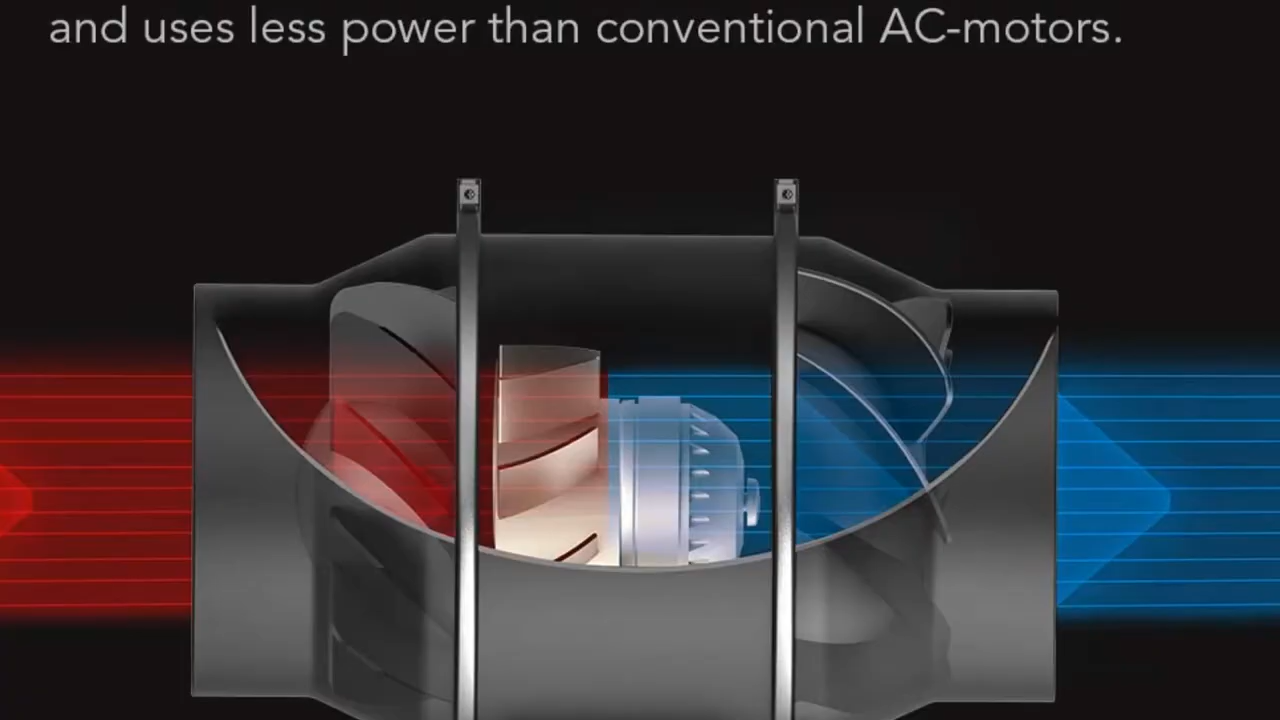 and uses less power than conventional AC-motors.